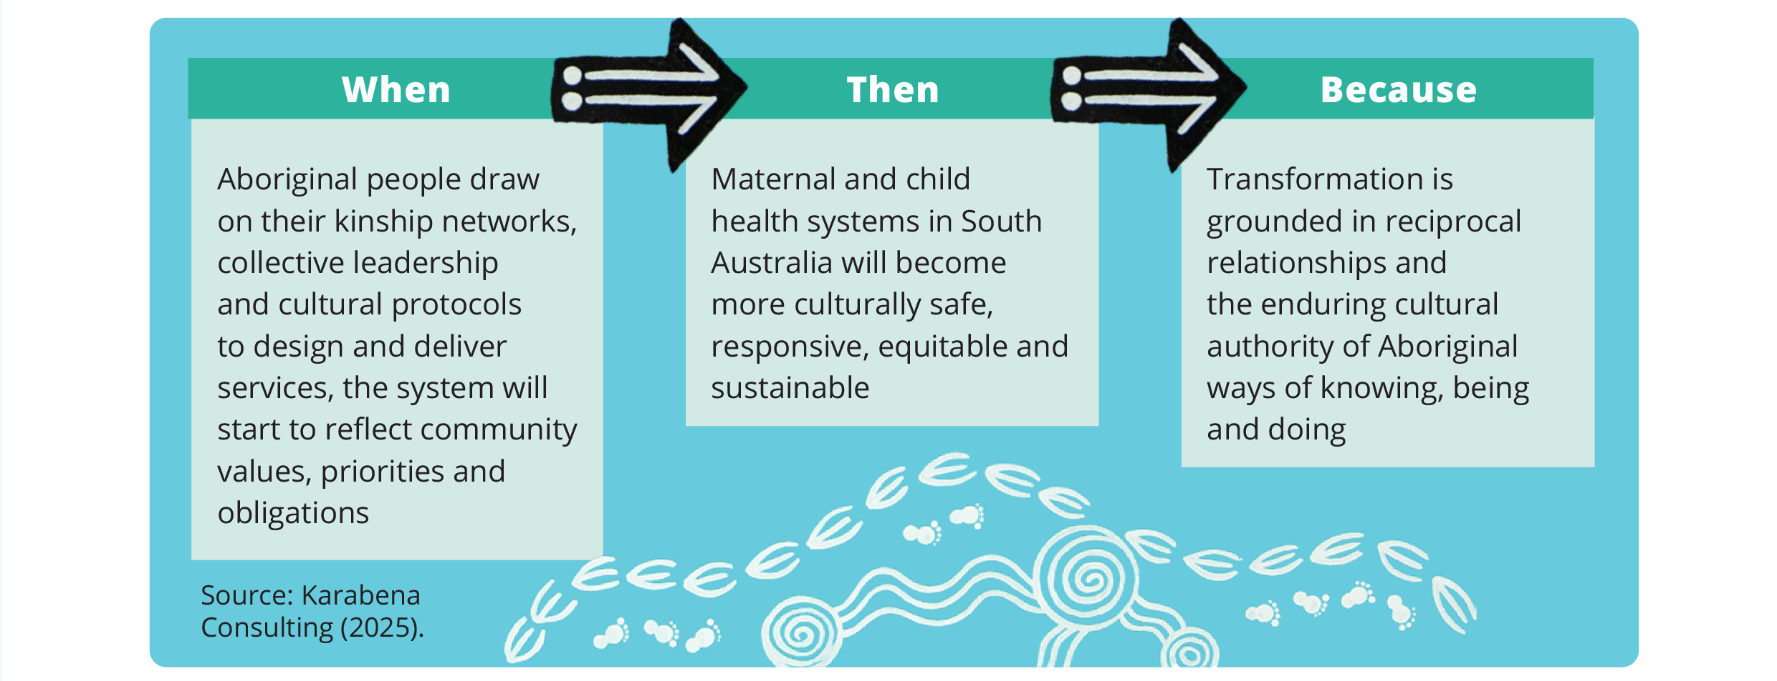 When
Then
Because
Aboriginal people draw
on their kinship networks,
collective leadership
and cultural protocols
to design and deliver
services, the system will
start to reflect community
values, priorities and
obligations
Maternal and child
health systems in South
Australia will become
more culturally safe,
responsive, equitable and
sustainable
Transformation is
grounded in reciprocal
relationships and
the enduring cultural
authority of Aboriginal
ways of knowing, being
and doing
Source: Karabena
Consulting (2025).